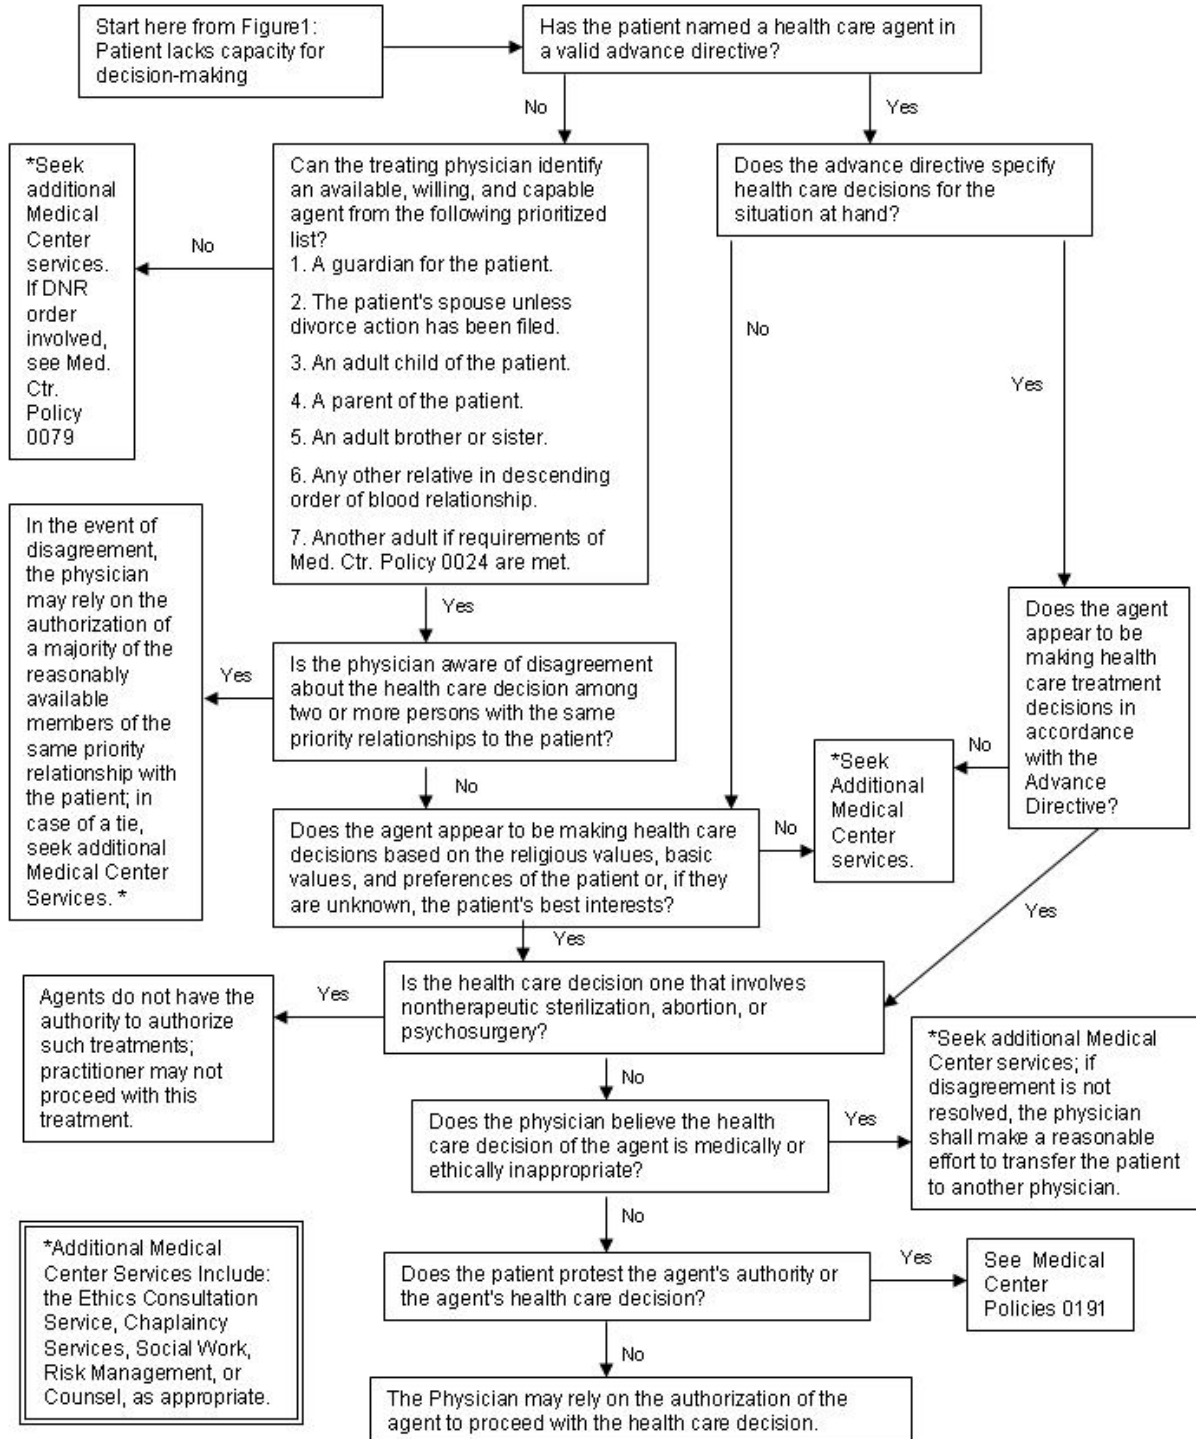 Start here from Figure1:
Patient lacks capacity for
decision-making
Has the patient named a health care agent in
a valid advance directive?
No
Yes
*Seek
additional
Medical
Center
services.
If DNR
order
involved,
see Med.
Ctr.
Policy
0079
No
Can the treating physician identify
an available, willing, and capable
agent from the following prioritized
list?
1. A guardian for the patient.
2. The patient's spouse unless
divorce action has been filed.
3. An adult child of the patient.
4. A parent of the patient.
5. An adult brother or sister.
6. Any other relative in descending
order of blood relationship.
7. Another adult if requirements of
Med. Ctr. Policy 0024 are met.
Does the advance directive specify
health care decisions for the
situation at hand?
No
Yes
In the event of
disagreement,
the physician
may rely on the
authorization of
a majority of the
reasonably
available
members of the
same priority
relationship with
the patient; in
case of a tie,
seek additional
Medical Center
Services. *
Yes
Yes
Is the physician aware of disagreement
about the health care decision among
two or more persons with the same
priority relationships to the patient?
No
Does the agent
appear to be
making health
care treatment
decisions in
accordance
with the
Advance
Directive?
No
*Seek
Additional
Medical
Center
services.
Does the agent appear to be making health care
decisions based on the religious values, basic
values, and preferences of the patient or, if they
are unknown, the patient's best interests?
No
Yes
Yes
Agents do not have the
authority to authorize
such treatments;
practitioner may not
proceed with this
treatment.
Yes
Is the health care decision one that involves
nontherapeutic sterilization, abortion, or
psychosurgery?
No
Does the physician believe the health
care decision of the agent is medically or
ethically inappropriate?
Yes
*Seek additional Medical
Center services; if
disagreement is not
resolved, the physician
shall make a reasonable
effort to transfer the patient
to another physician.
No
*Additional Medical
Center Services Include:
the Ethics Consultation
Service, Chaplaincy
Services, Social Work,
Risk Management, or
Counsel, as appropriate.
Does the patient protest the agent's authority or
the agent's health care decision?
Yes
See Medical
Center
Policies 0191
No
The Physician may rely on the authorization of the
agent to proceed with the health care decision.